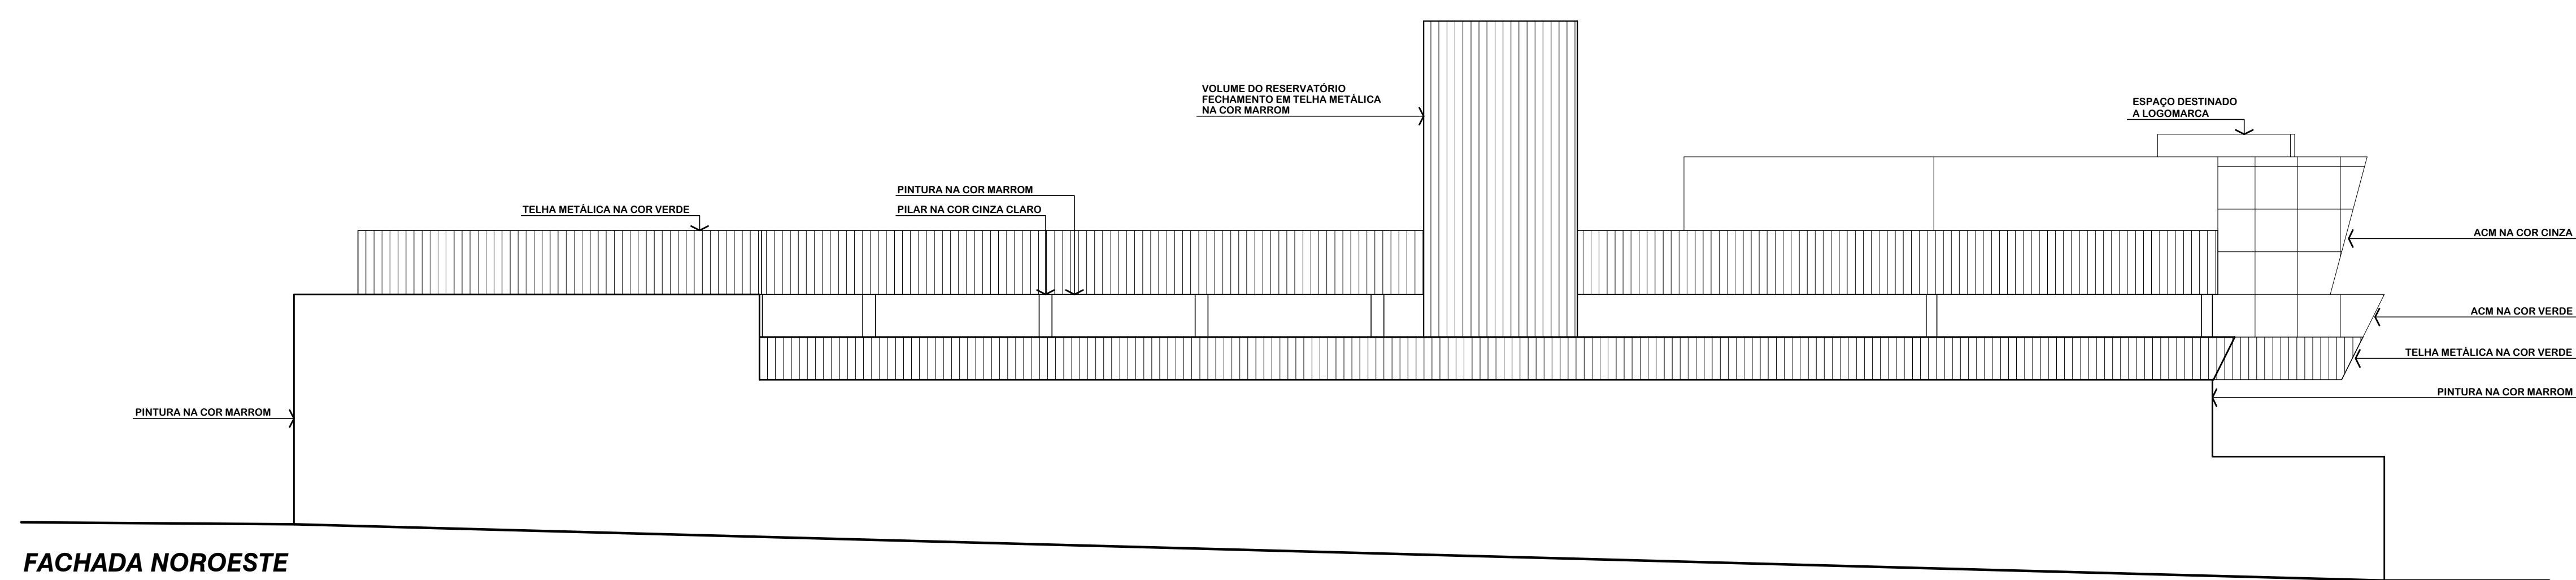 VOLUME DO RESERVATÓRIO
FECHAMENTO EM TELHA METÁLICA
NA COR MARROM
ESPAÇO DESTINADO
A LOGOMARCA
PINTURA NA COR MARROM
TELHA METÁLICA NA COR VERDE
PILAR NA COR CINZA CLARO
ACM NA COR CINZA
ACM NA COR VERDE
TELHA METÁLICA NA COR VERDE
PINTURA NA COR MARROM
PINTURA NA COR MARROM
FACHADA NOROESTE